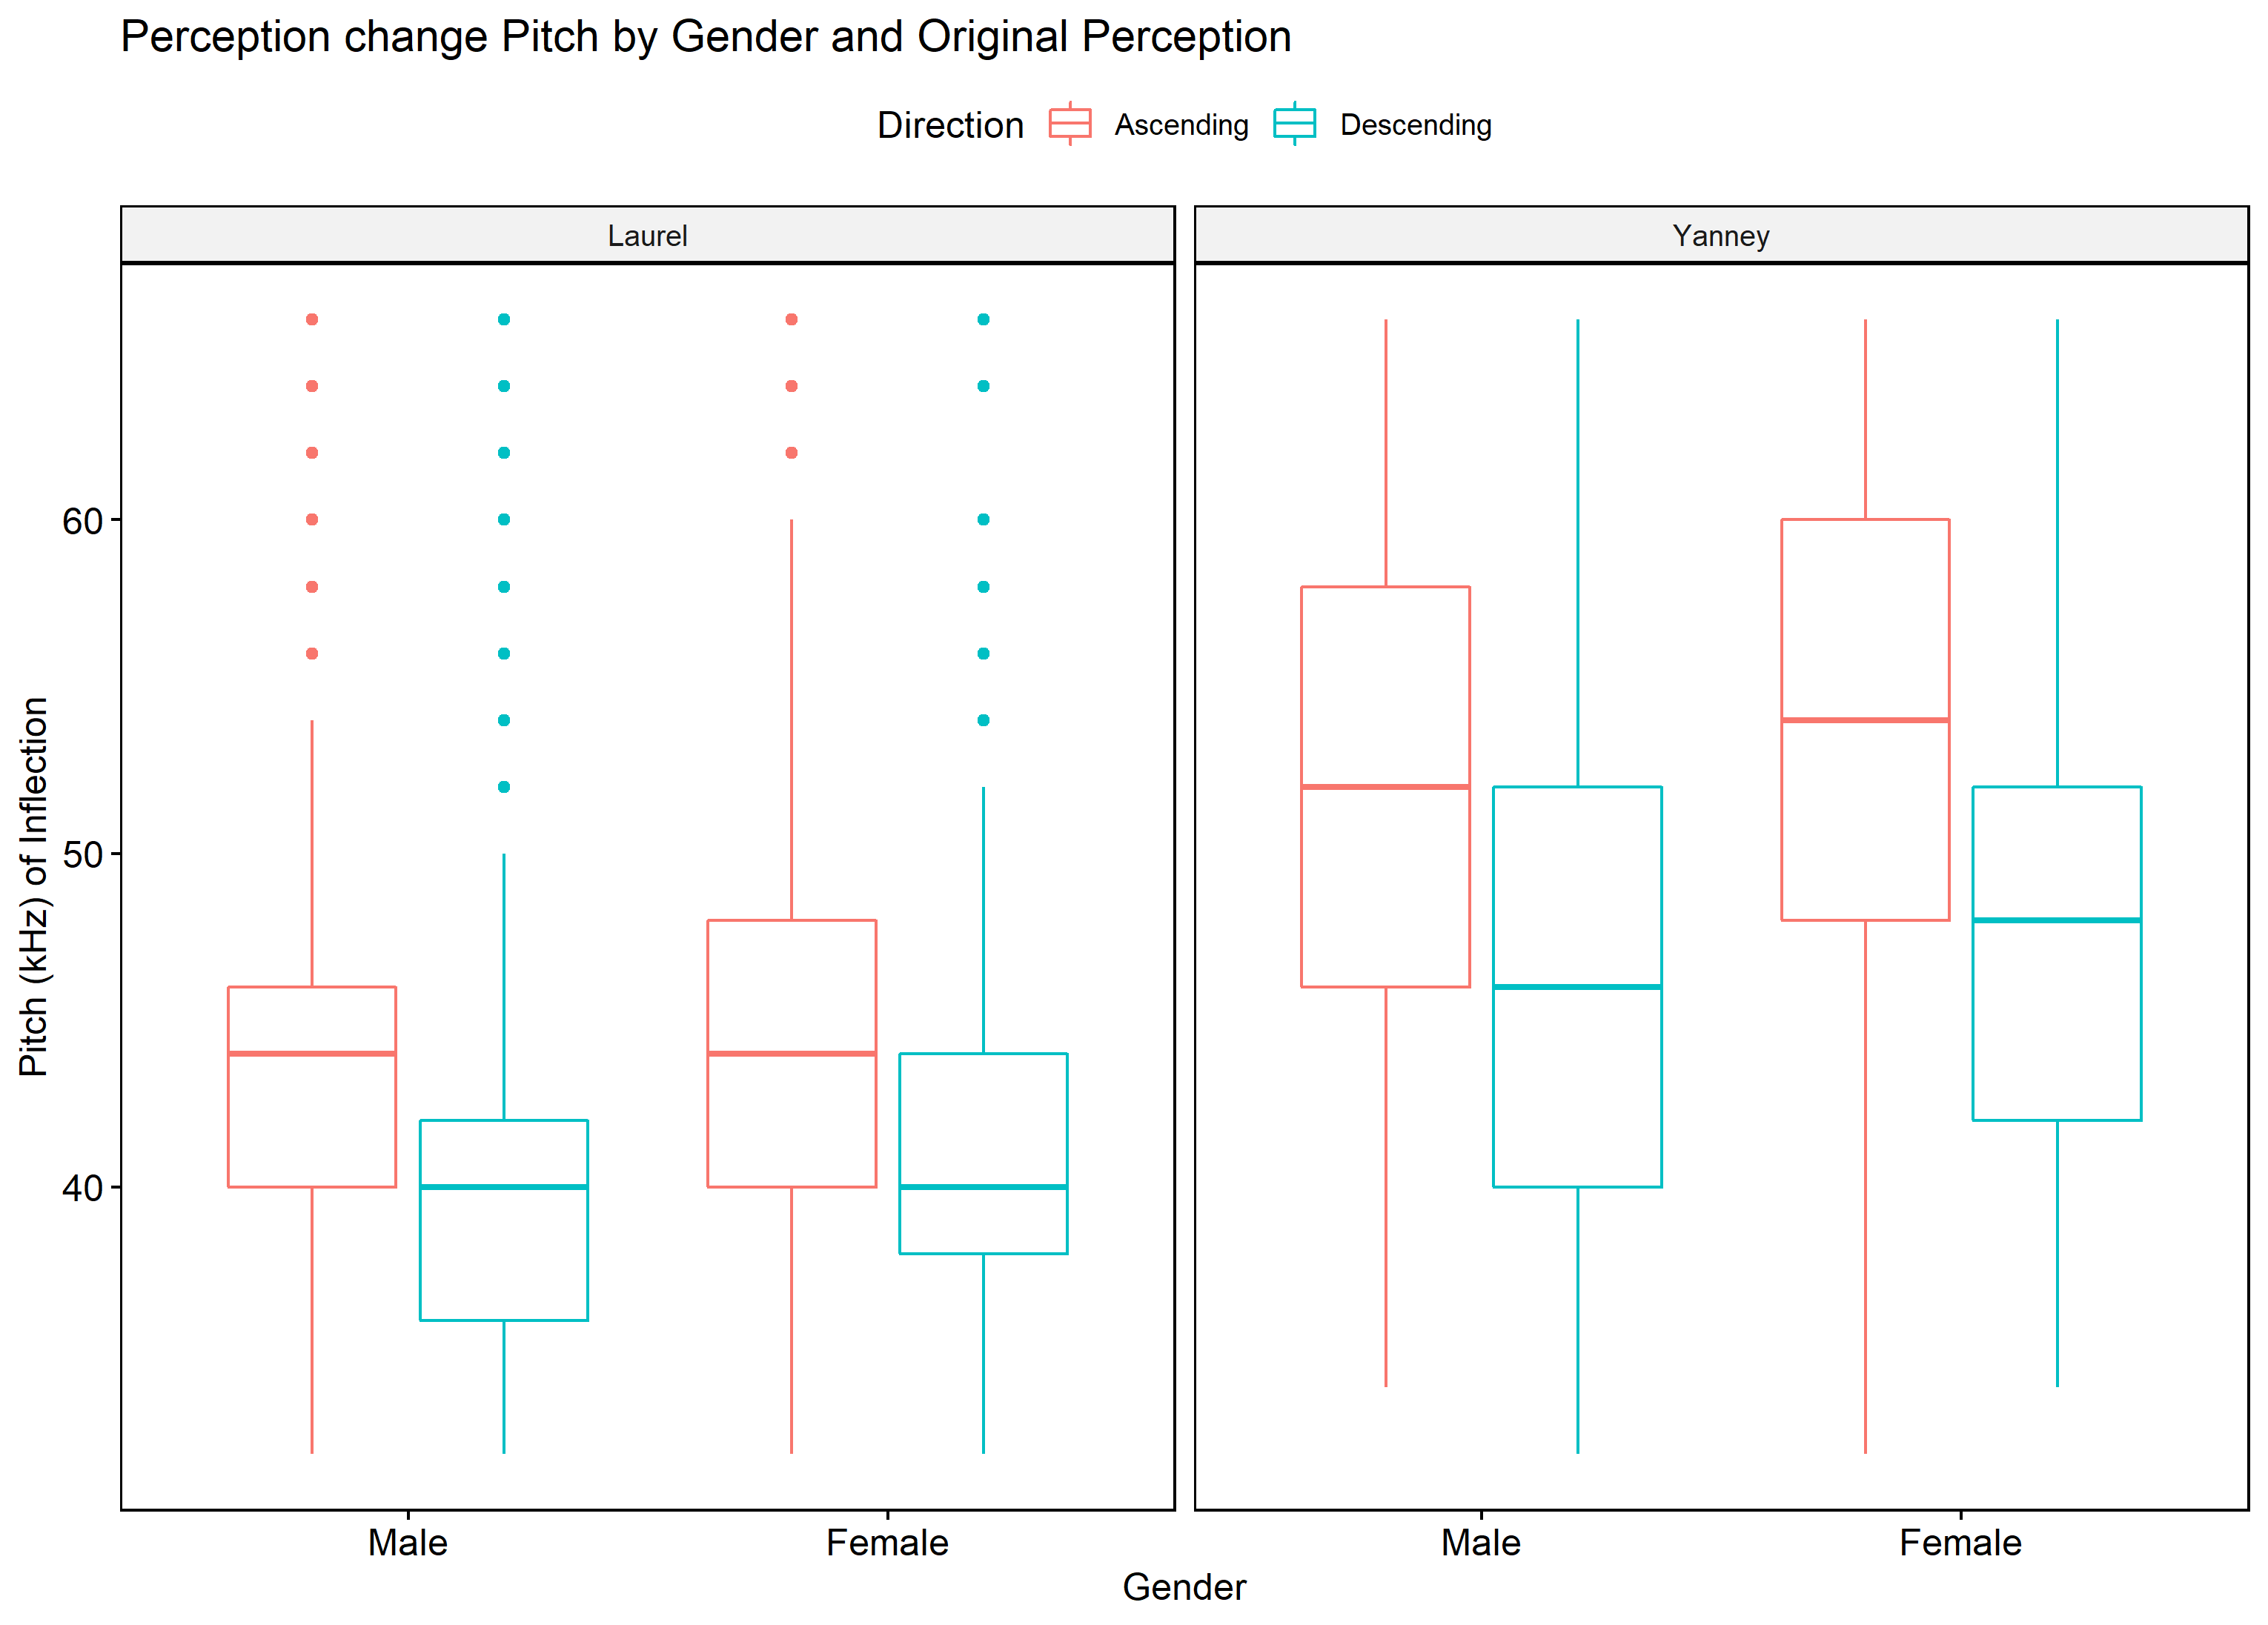 Perception change Pitch by Gender and Original Perception
Direction Ascending Descending
Laurel Yanney
60
50
40
Pitch (kHz) of Inflection
Male Female Male Female
Gender